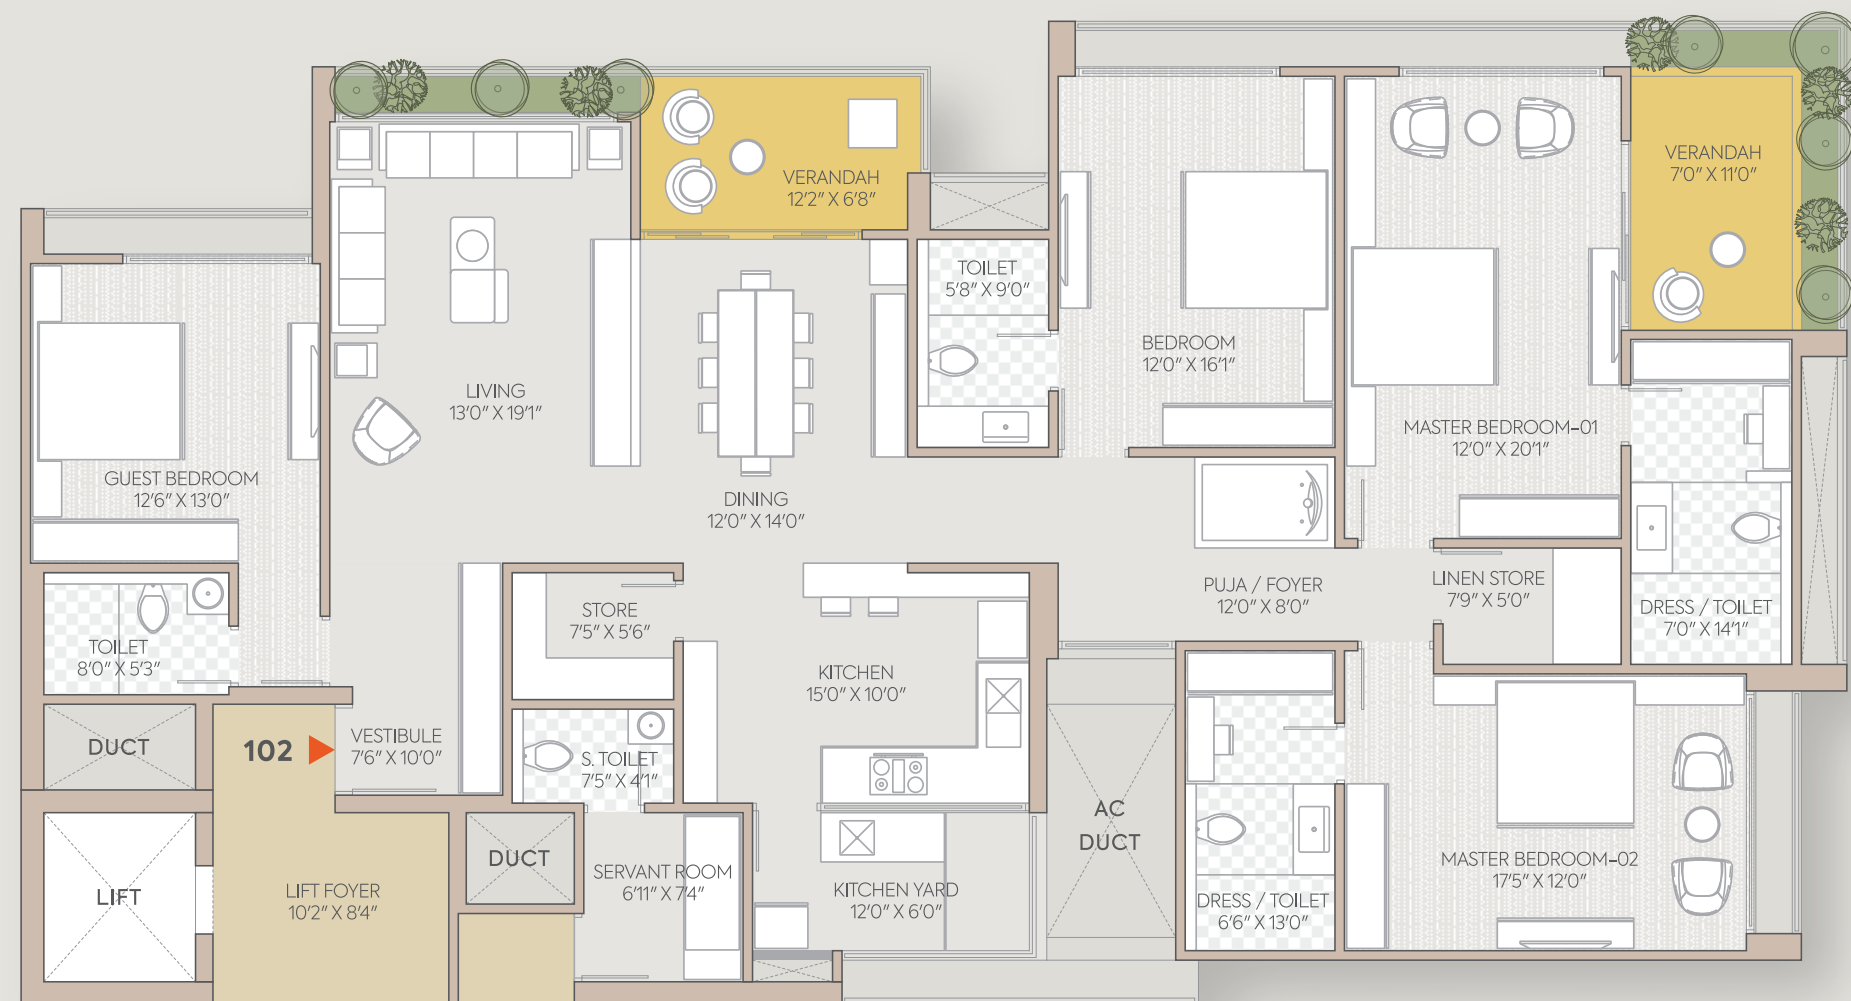 VERANDAH
12'2" X 6'8"
VERANDAH
7'0" X 11'0"
TOILET
5'8" X 9'0"
BEDROOM
12'0" X 16'1"
LIVING
13'0" X 19'1"
MASTER BEDROOM-01
12'0" X 20'1"
GUEST BEDROOM
12'6" X 13'0"
DINING
12'0" X 14'0"
PUJA / FOYER
12'0" X 8'0"
LINEN STORE
7'9" X 5'0"
STORE
7'5" X 5'6"
DRESS / TOILET
7'0" X 14'1"
TOILET
8'0" X 5'3"
KITCHEN
15'0" X 10'0"
DUCT
102
VESTIBULE
7'6" X 10'0"
S. TOILET
7'5" X 4'1"
AC
DUCT
DUCT
SERVANT ROOM
6'11" X 7'4"
MASTER BEDROOM-02
17'5" X 12'0"
LIFT
LIFT FOYER
10'2" X 8'4"
KITCHEN YARD
12'0" X 6'0"
DRESS / TOILET
6'6" X 13'0"